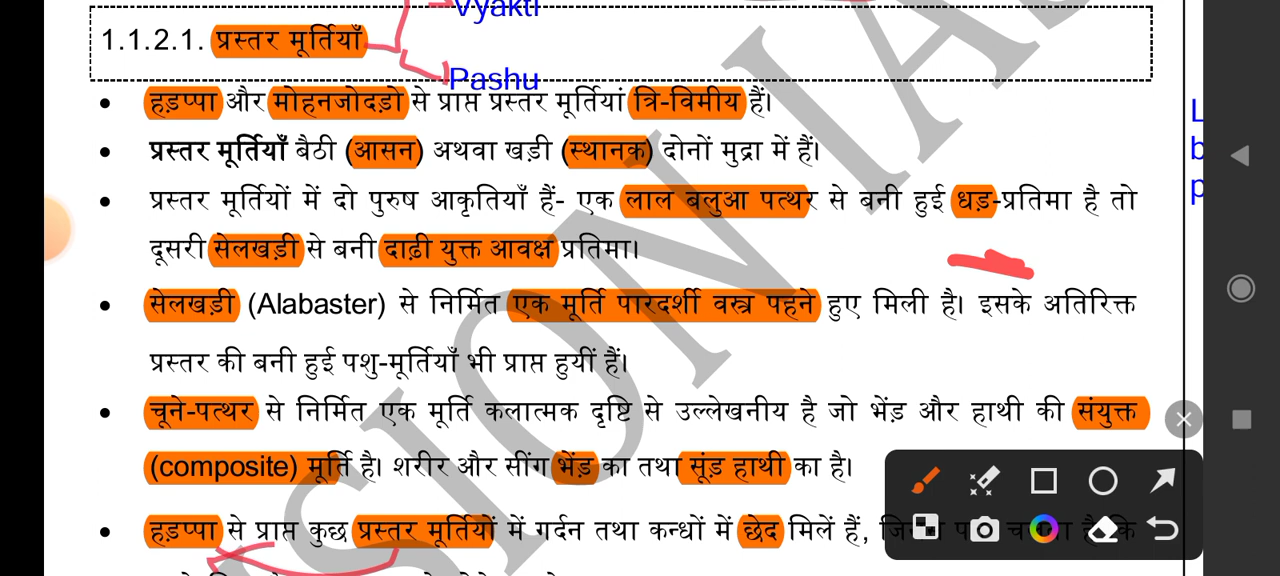 Vyakti
1.1.2.1. प्रस्तर मूर्तियाँ
Pashu
• हड़प्पा और मोहनजोदड़ो से प्राप्त प्रस्तर मूर्तियां त्रि-विमीय हैं।
• प्रस्तर मूर्तियाँ बैठी (आसन) अथवा खड़ी (स्थानक) दोनों मुद्रा में हैं।
• प्रस्तर मूर्तियों में दो पुरुष आकृतियाँ हैं- एक लाल बलुआ पत्थर से बनी हुई धड़-प्रतिमा है तो
दूसरी सेलखड़ी से बनी दाढ़ी युक्त आवक्ष प्रतिमा।
• सेलखड़ी (Alabaster) से निर्मित एक मूर्ति पारदर्शी वस्त्र पहने हुए मिली है। इसके अतिरिक्त
प्रस्तर की बनी हुई पशु-मूर्तियाँ भी प्राप्त हुयीं हैं।
• चूने-पत्थर से निर्मित एक मूर्ति कलात्मक दृष्टि से उल्लेखनीय है जो भेंड़ और हाथी की संयुक्त
(composite) मूर्ति है। शरीर और सींग भेंड़ का तथा सूंड़ हाथी का है।
• हड़प्पा से प्राप्त कुछ प्रस्तर मूर्तियों में गर्दन तथा कन्धों में छेद मिलें हैं,
VISION IAS